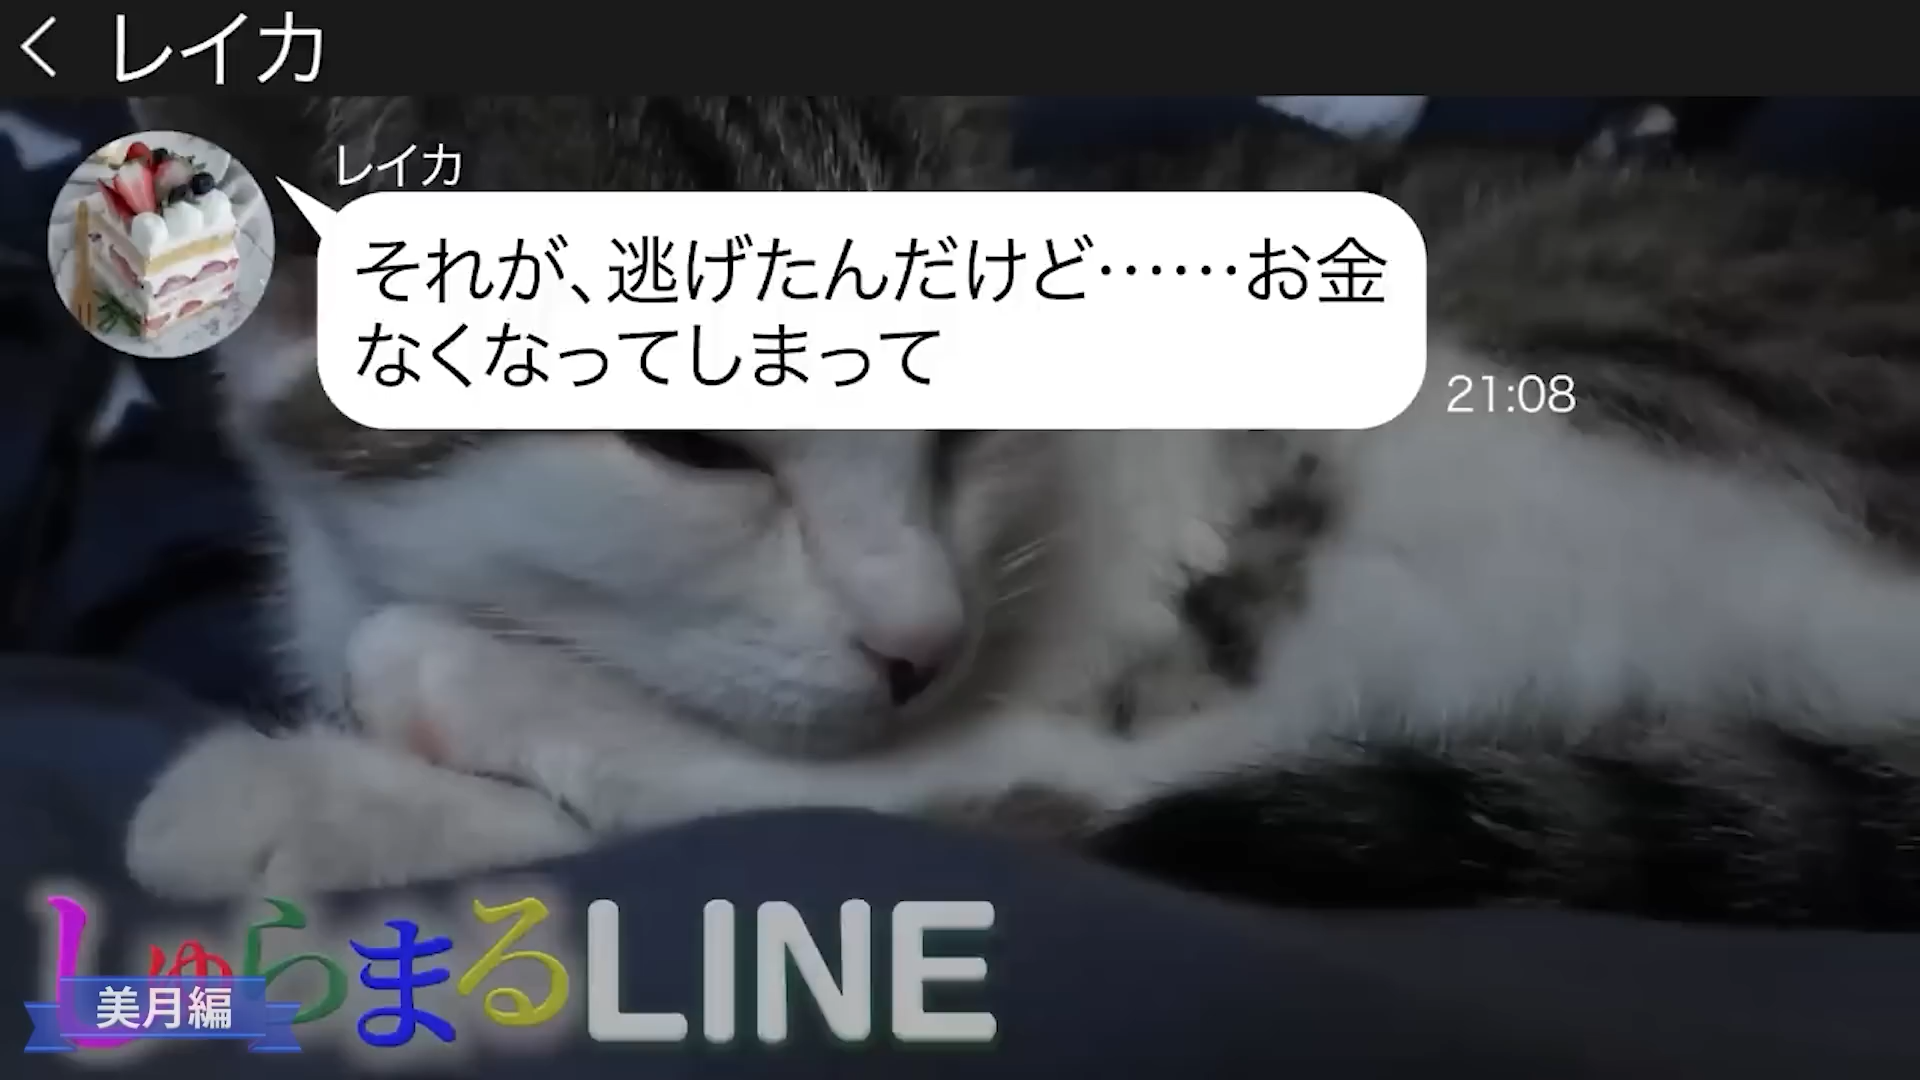 レイカ
レイカ
それが、逃げたんだけど……お金
なくなってしまって
21:08
しゅらまるLINE
美月編